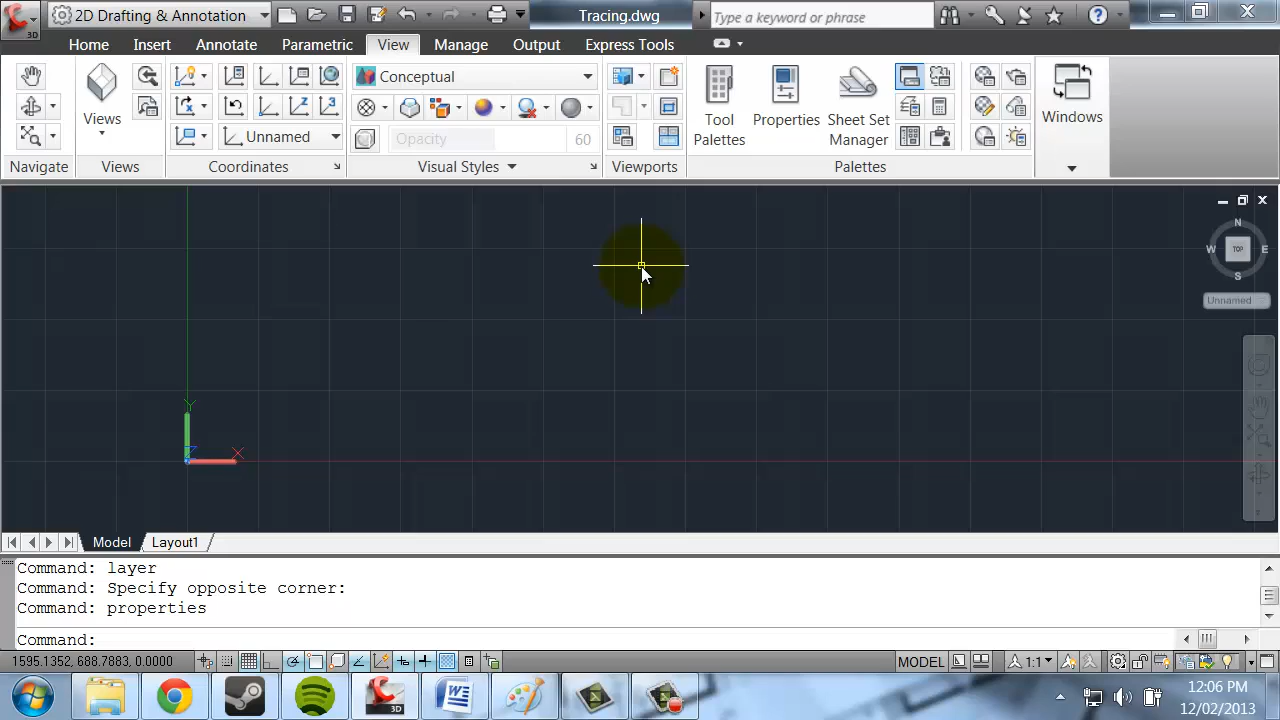 2D Drafting & Annotation
Tracing.dwg
Type a keyword or phrase
3D
Home Insert Annotate Parametric View Manage Output Express Tools
Views
Unnamed
Conceptual
Opacity 60
Tool Palettes
Properties
Sheet Set Manager
Windows
Navigate Views Coordinates Visual Styles Viewports Palettes
N
W TOP E
S
Unnamed
Y
Z
X
Model Layout1
Command: layer
Command: Specify opposite corner:
Command: properties
Command:
1595.1352, 688.7883, 0.0000 MODEL 1:1
3D
12:06 PM
12/02/2013